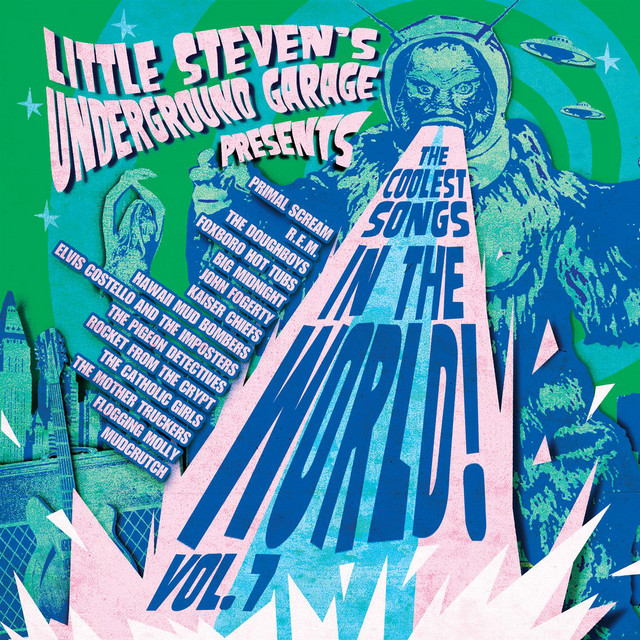 LITTLE STEVEN'S
UNDERGROUND GARAGE
PRESENTS
THE
COOLEST
SONGS
IN THE
WORLD!
VOL. 7
PRIMAL SCREAM
R.E.M.
THE DOUGHBOYS
FOXBORO HOT TUBS
BIG MIDNIGHT
JOHN FOGERTY
KAISER CHIEFS
HAWAII MUD BOMBERS
ELVIS COSTELLO AND THE IMPOSTERS
THE PIGEON DETECTIVES
ROCKET FROM THE CRYPT
THE CATHOLIC GIRLS
THE MOTHER TRUCKERS
FLOGGING MOLLY
MUDCRUTCH